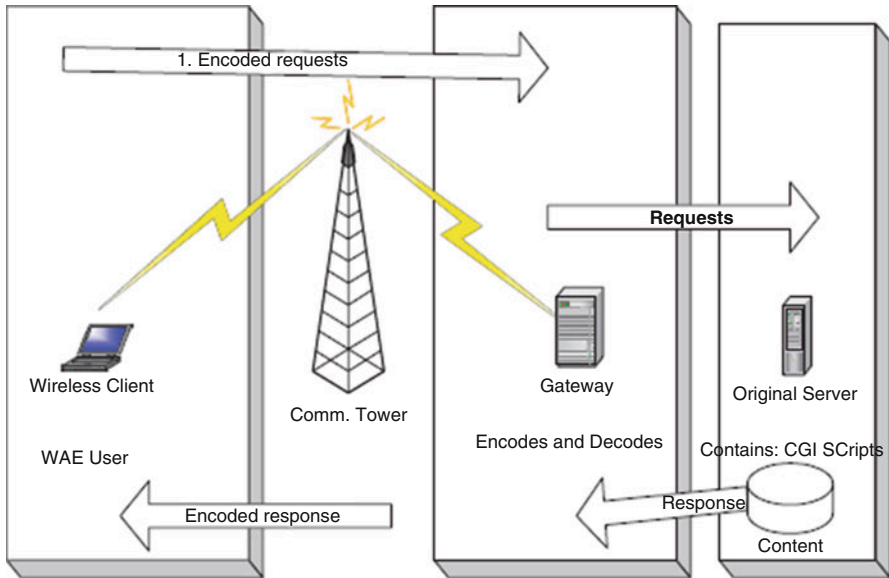 1. Encoded requests
Requests
Wireless Client
Comm. Tower
Gateway
Original Server
WAE User
Encodes and Decodes
Contains: CGI SCripts
Encoded response
Response
Content